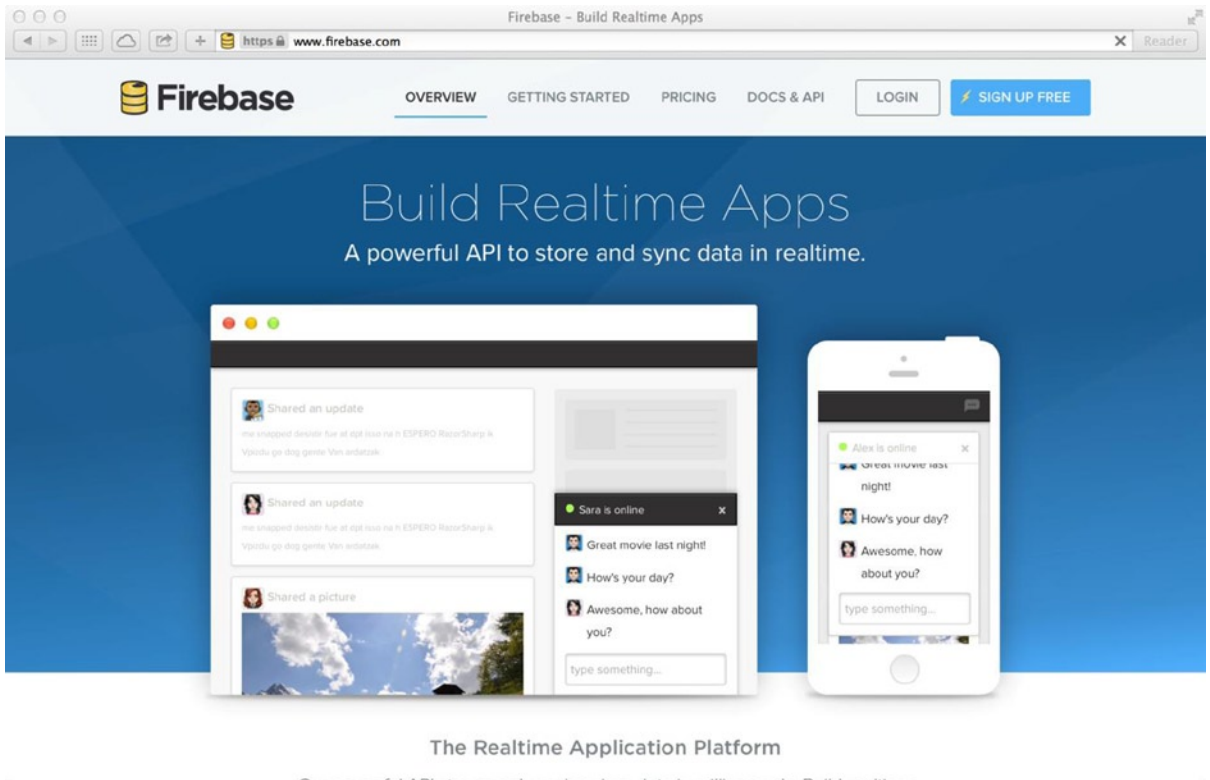 Firebase - Build Realtime Apps
https www.firebase.com
Reader
Firebase
OVERVIEW
GETTING STARTED
PRICING
DOCS & API
LOGIN
SIGN UP FREE
Build Realtime Apps
A powerful API to store and sync data in realtime.
Shared an update
Shared an update
Shared a picture
Sara is online x
Great movie last night!
How's your day?
Awesome, how about
you?
type something...
Alex is online x
Great movie last
night!
How's your day?
Awesome, how
about you?
type something...
The Realtime Application Platform